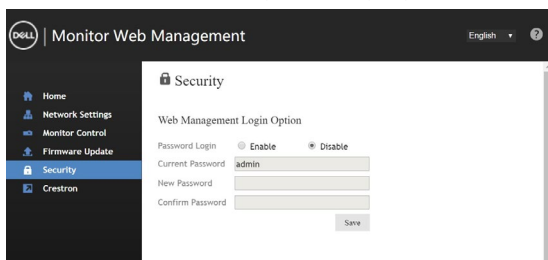 DELL | Monitor Web Management
English
?
Home
Network Settings
Monitor Control
Firmware Update
Security
Crestron
Security
Web Management Login Option
Password Login Enable Disable
Current Password admin
New Password
Confirm Password
Save